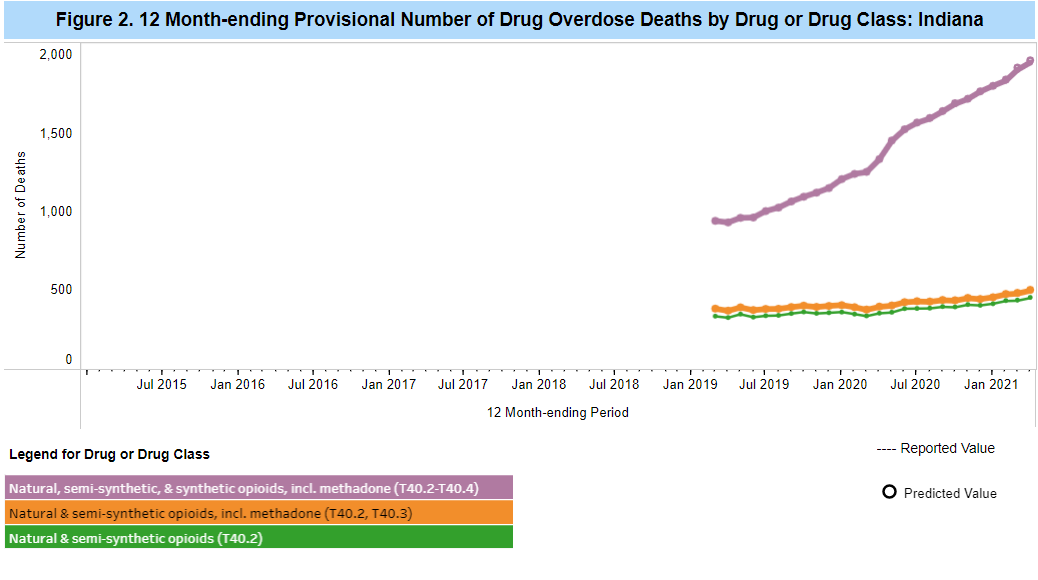 Figure 2. 12 Month-ending Provisional Number of Drug Overdose Deaths by Drug or Drug Class: Indiana
2,000
1,500
1,000
500
0
Number of Deaths
Jul 2015 Jan 2016 Jul 2016 Jan 2017 Jul 2017 Jan 2018 Jul 2018 Jan 2019 Jul 2019 Jan 2020 Jul 2020 Jan 2021
12 Month-ending Period
Legend for Drug or Drug Class
Natural, semi-synthetic, & synthetic opioids, incl. methadone (T40.2-T40.4)
Natural & semi-synthetic opioids, incl. methadone (T40.2, T40.3)
Natural & semi-synthetic opioids (T40.2)
---- Reported Value
Predicted Value